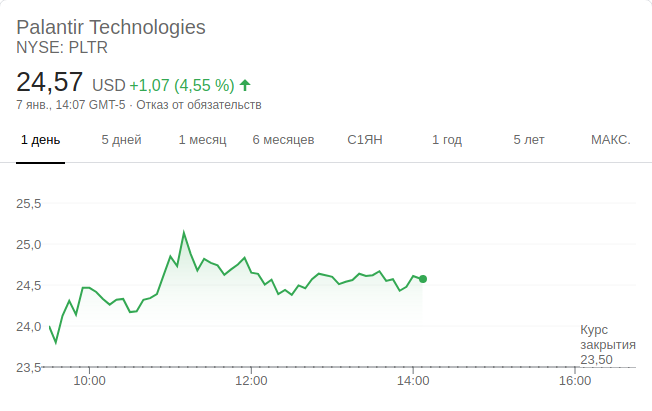 Palantir Technologies
NYSE: PLTR
24,57 USD +1,07 (4,55 %)
7 янв., 14:07 GMT-5 · Отказ от обязательств
1 день 5 дней 1 месяц 6 месяцев С1ЯН 1 год 5 лет МАКС.
25,5
25,0
24,5
24,0
23,5
Курс
закрытия
23,50
10:00 12:00 14:00 16:00